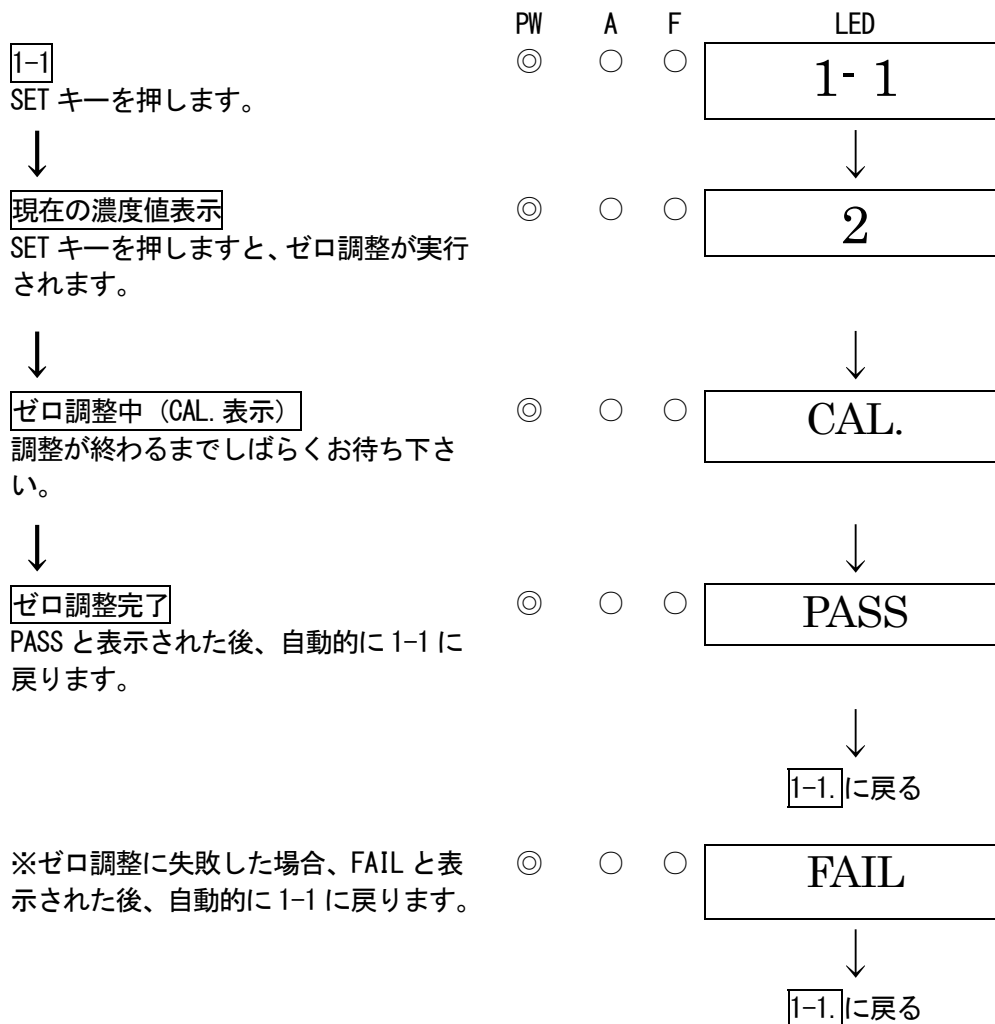 PW A F LED
1-1 ◎ ○ ○ 1- 1
SET キーを押します。
↓ ↓
現在の濃度値表示 ◎ ○ ○ 2
SET キーを押しますと、ゼロ調整が実行
されます。
↓ ↓
ゼロ調整中 (CAL. 表示) ◎ ○ ○ CAL.
調整が終わるまでしばらくお待ち下さ
い。
↓ ↓
ゼロ調整完了 ◎ ○ ○ PASS
PASS と表示された後、自動的に 1-1 に
戻ります。
↓
1-1. に戻る
※ゼロ調整に失敗した場合、FAIL と表 ◎ ○ ○ FAIL
示された後、自動的に 1-1 に戻ります。
↓
1-1. に戻る